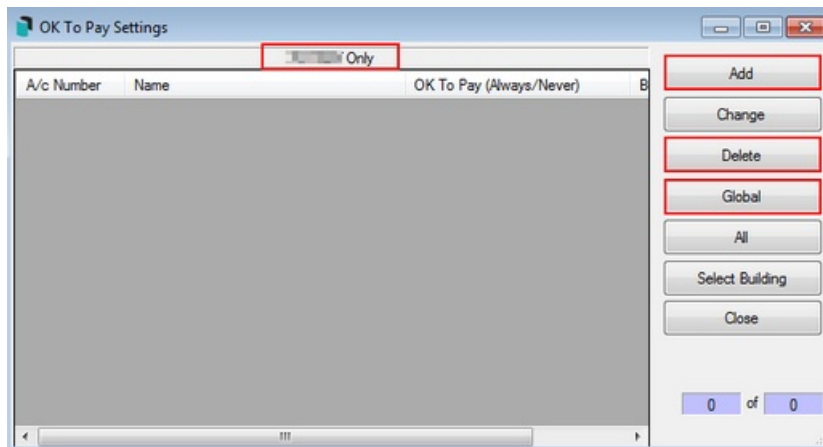 OK To Pay Settings
Only
Add
A/c Number Name OK To Pay (Always/Never) B
Change
Delete
Global
All
Select Building
Close
0 of 0